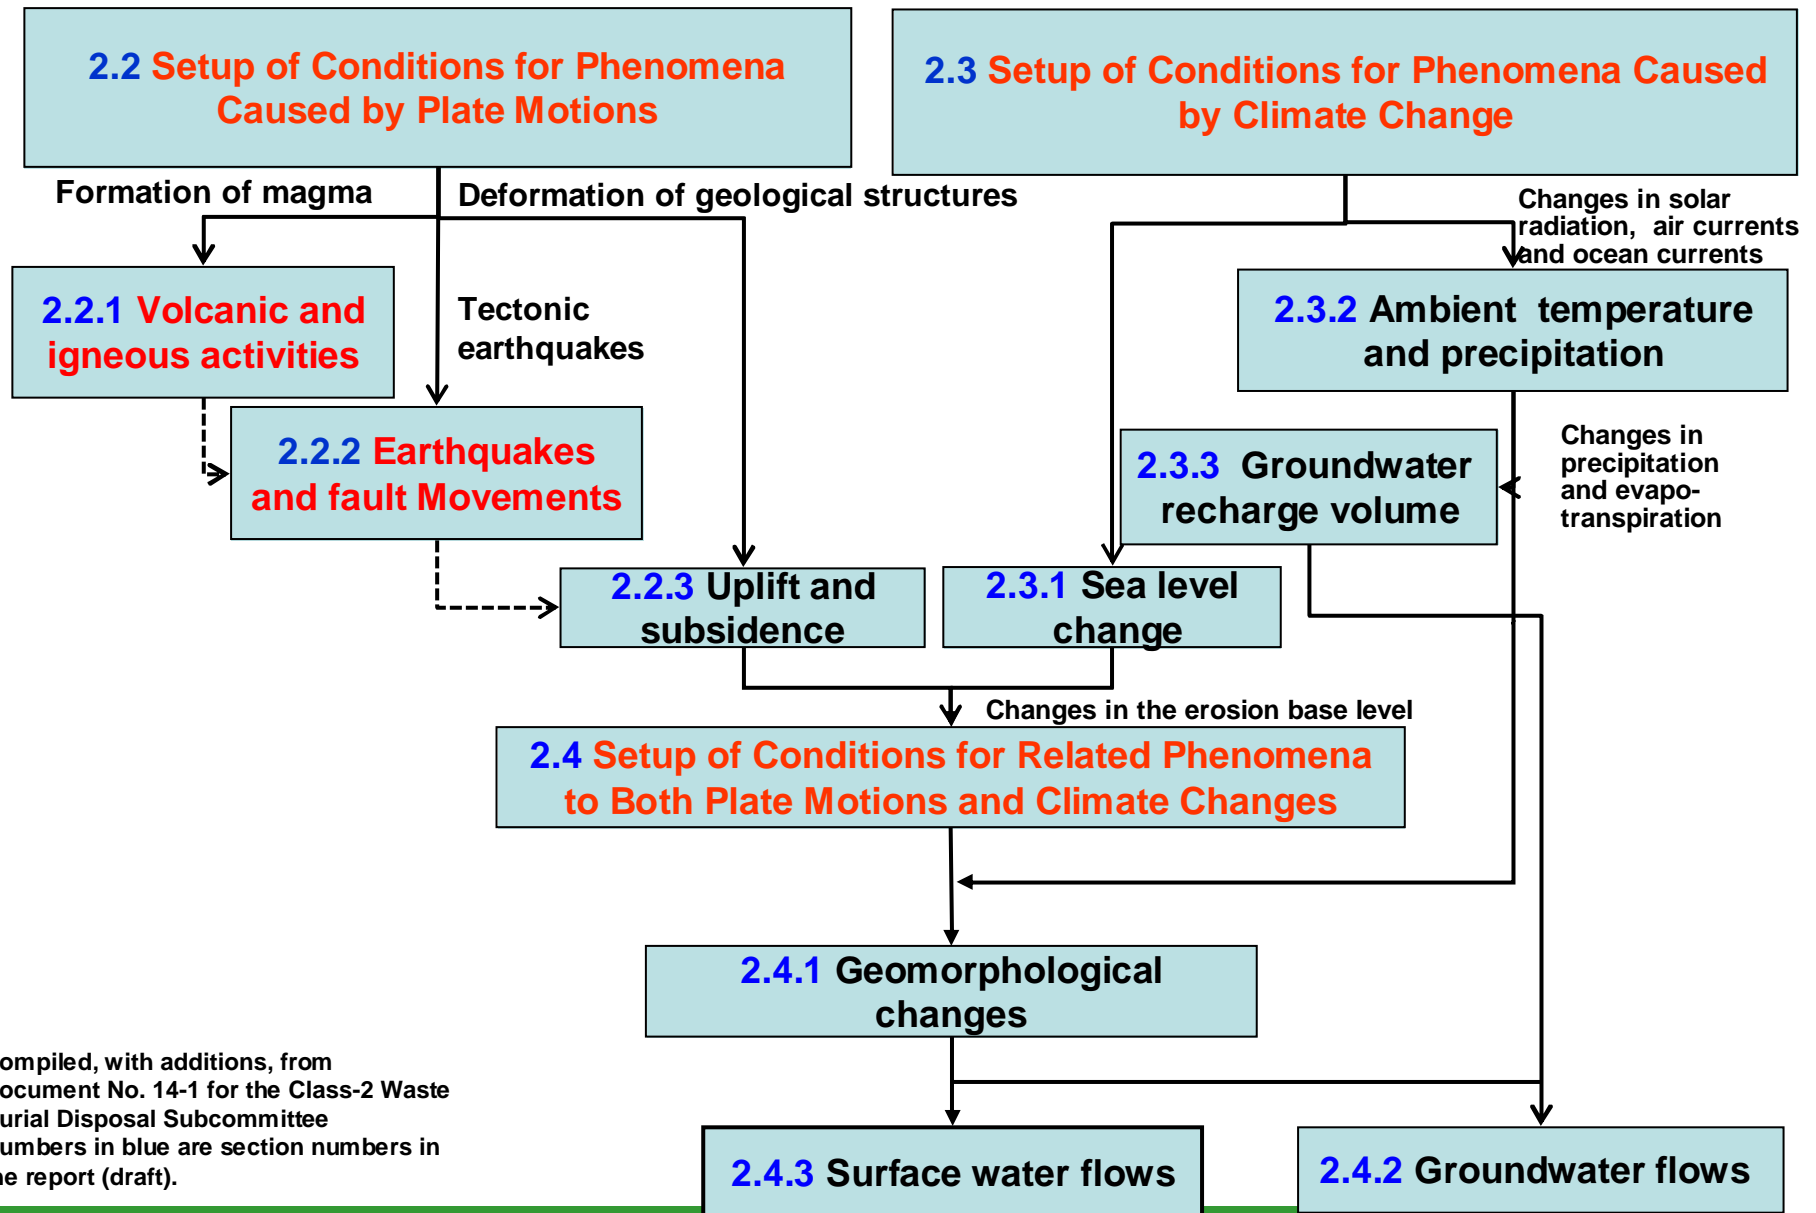 2.2 Setup of Conditions for Phenomena
Caused by Plate Motions
2.3 Setup of Conditions for Phenomena Caused
by Climate Change
Formation of magma
Deformation of geological structures
Changes in solar
radiation, air currents
and ocean currents
2.2.1 Volcanic and
igneous activities
Tectonic
earthquakes
2.3.2 Ambient temperature
and precipitation
2.2.2 Earthquakes
and fault Movements
2.3.3 Groundwater
recharge volume
Changes in
precipitation
and evapo-
transpiration
2.2.3 Uplift and
subsidence
2.3.1 Sea level
change
Changes in the erosion base level
2.4 Setup of Conditions for Related Phenomena
to Both Plate Motions and Climate Changes
2.4.1 Geomorphological
changes
ompiled, with additions, from
ocument No. 14-1 for the Class-2 Waste
urial Disposal Subcommittee
umbers in blue are section numbers in
he report (draft).
2.4.3 Surface water flows
2.4.2 Groundwater flows